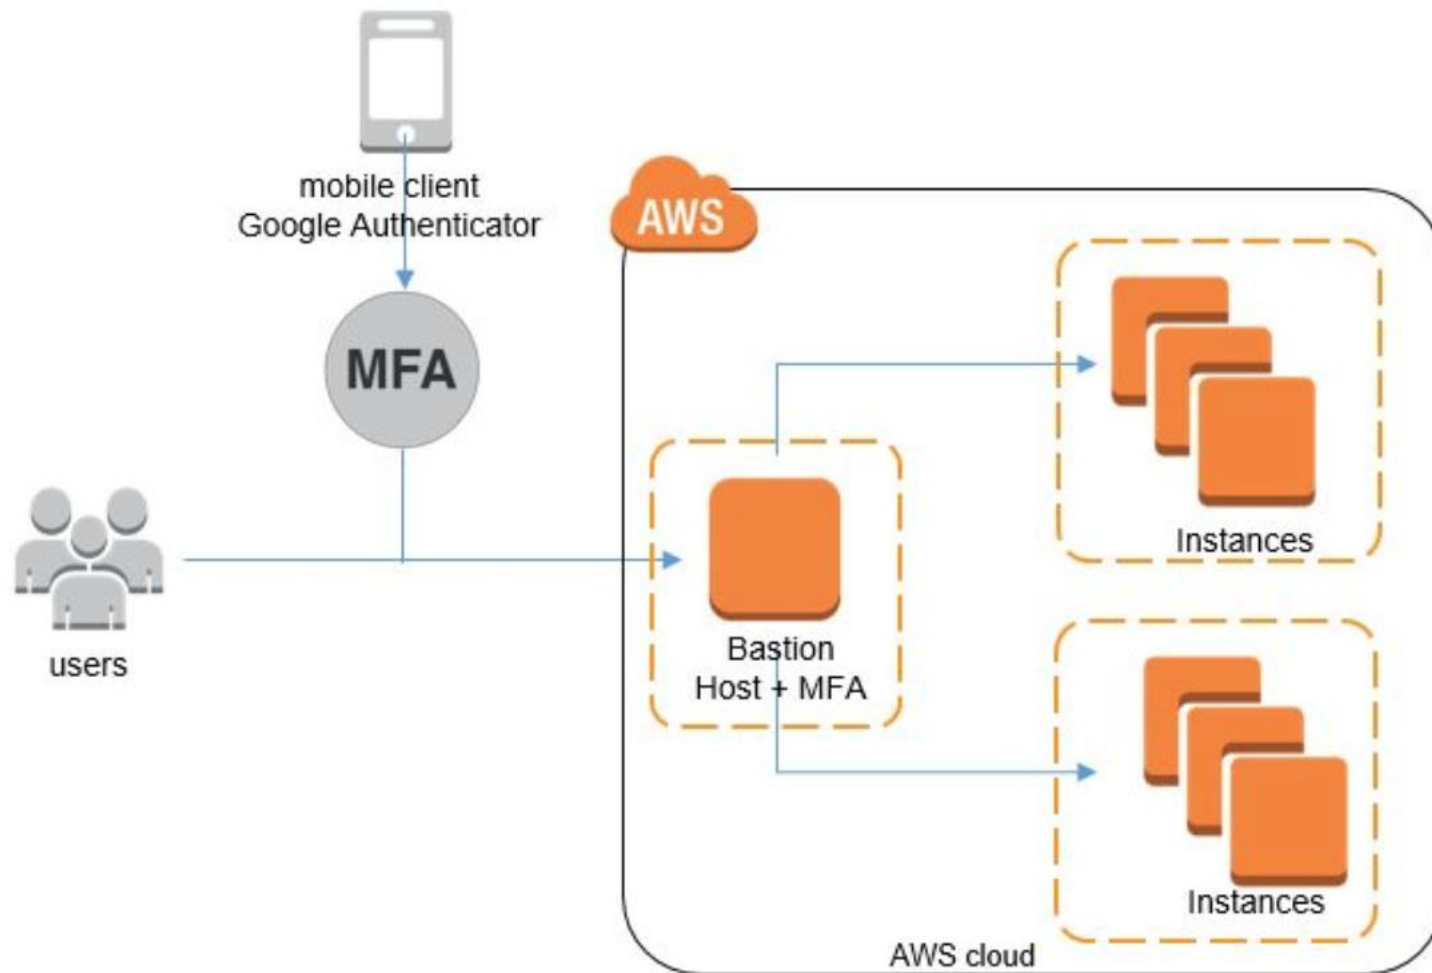 mobile client
Google Authenticator
AWS
MFA
Instances
users
Bastion
Host + MFA
Instances
AWS cloud